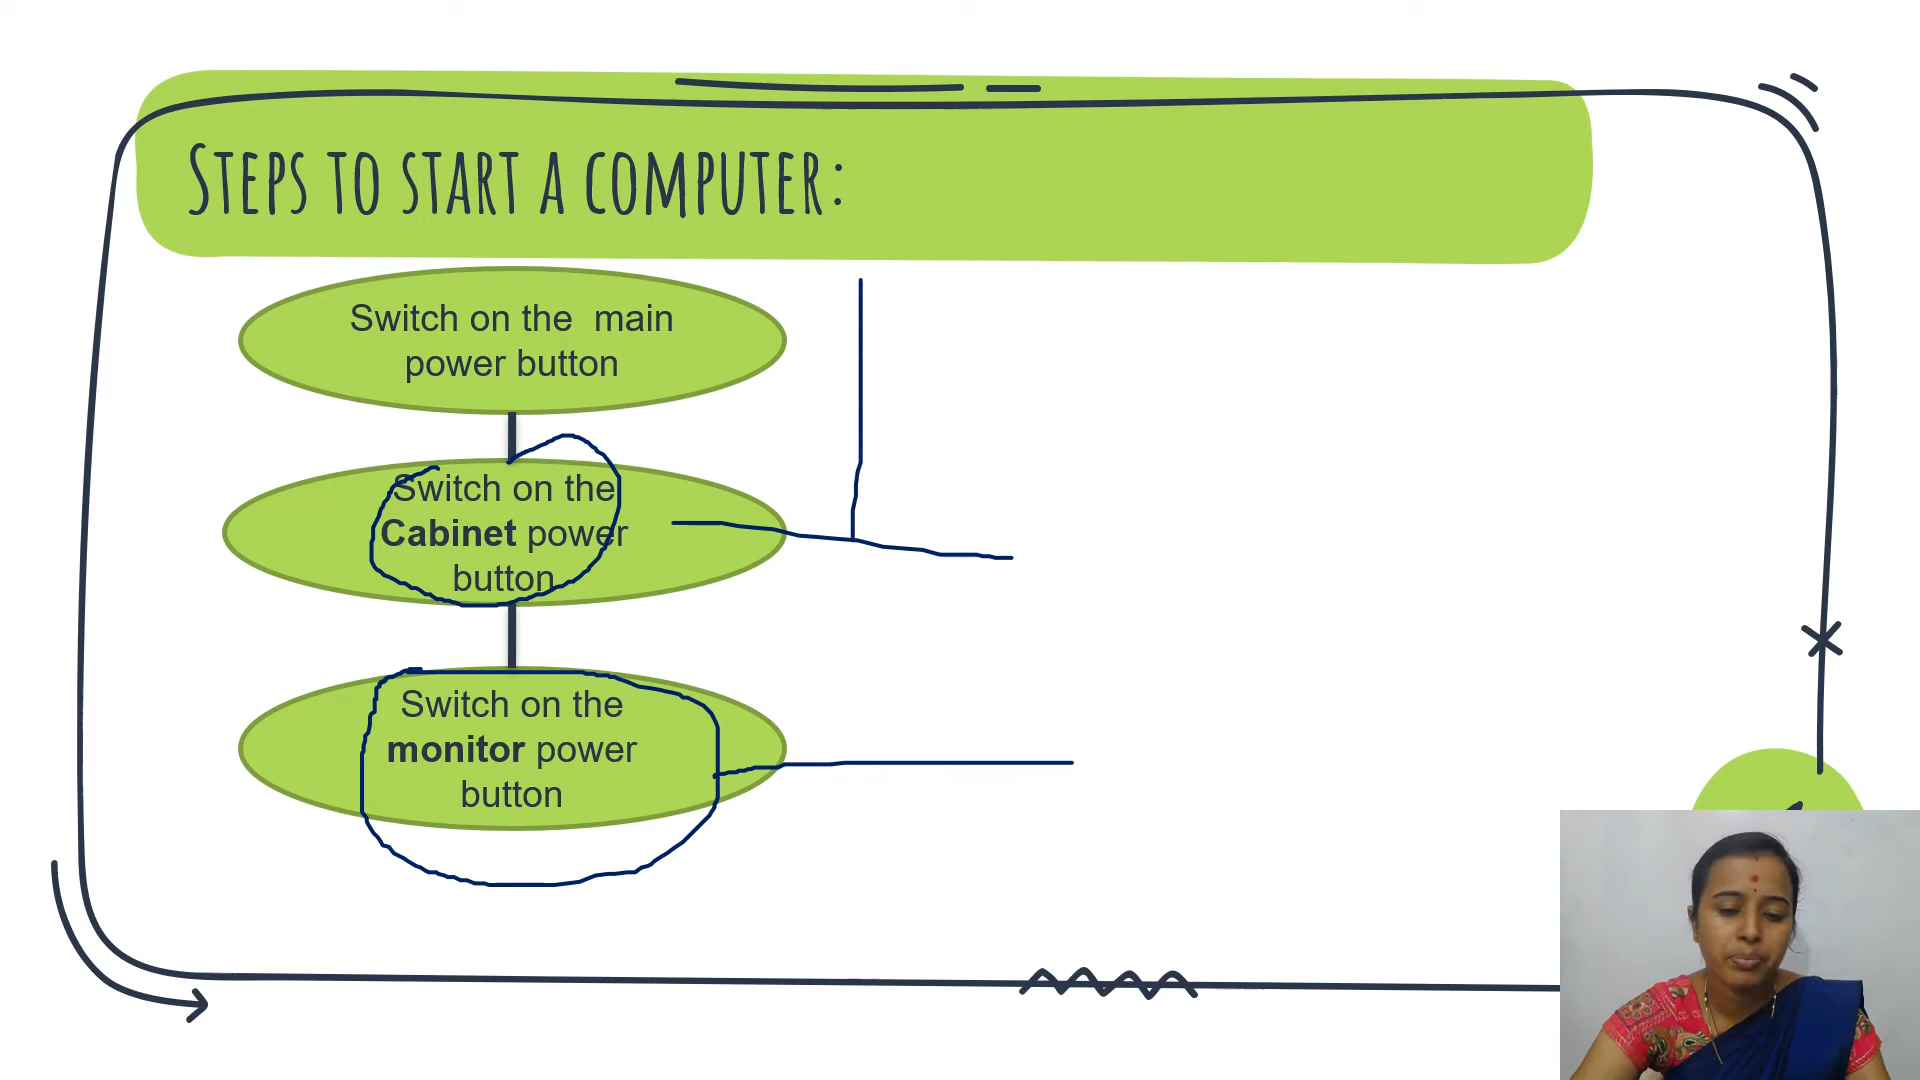 Steps to start a computer:
Switch on the main
power button
Switch on the
Cabinet power
button
Switch on the
monitor power
button